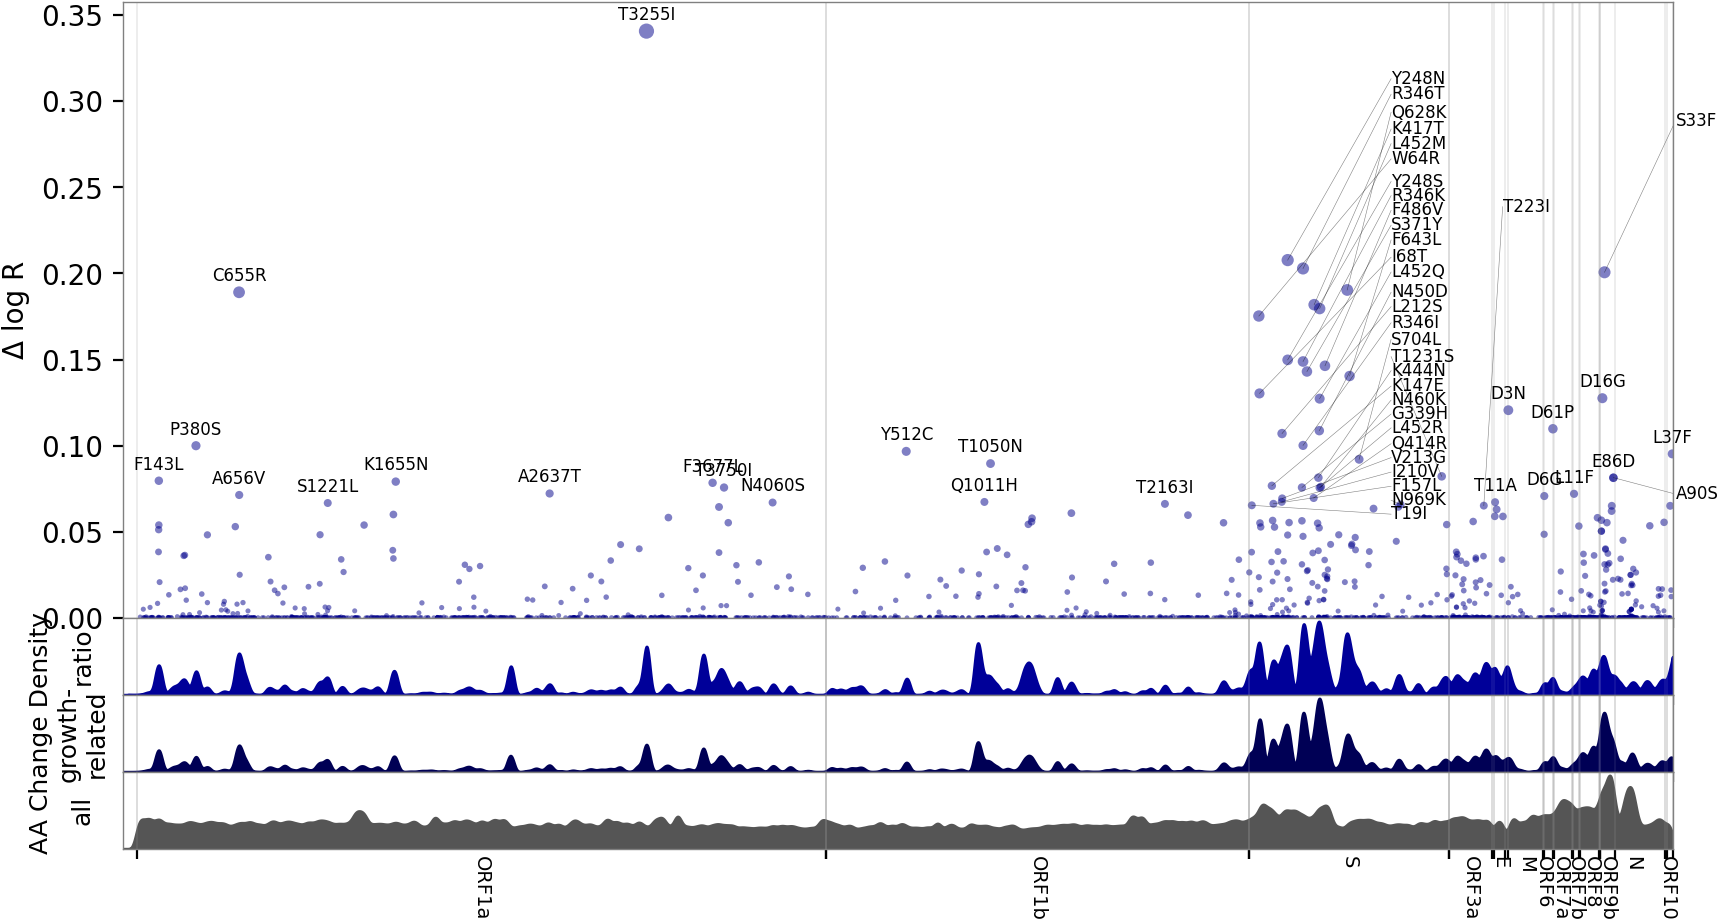 0.35
0.30
0.25
0.20
0.15
0.10
0.05
0.00
Δ log R
T3255I
C655R
P380S
F143L
A656V
S1221L
K1655N
A2637T
F3677L
T3750I
N4060S
Y512C
T1050N
Q1011H
T2163I
Y248N
R346T
Q628K
K417T
L452M
W64R
Y248S
R346K
F486V
S371Y
F643L
I68T
L452Q
N450D
L212S
R346I
S704L
T1231S
K444N
K147E
N460K
G339H
L452R
Q414R
V213G
I210V
F157L
N969K
T19I
S33F
T223I
D3N
D16G
D61P
L37F
E86D
T11A
D6G
L11F
A90S
AA Change Density
ratio
growth-
related
all
ORF1a
ORF1b
S
ORF3a
E
M
ORF6
ORF7a
ORF7b
ORF8
ORF9b
N
ORF10